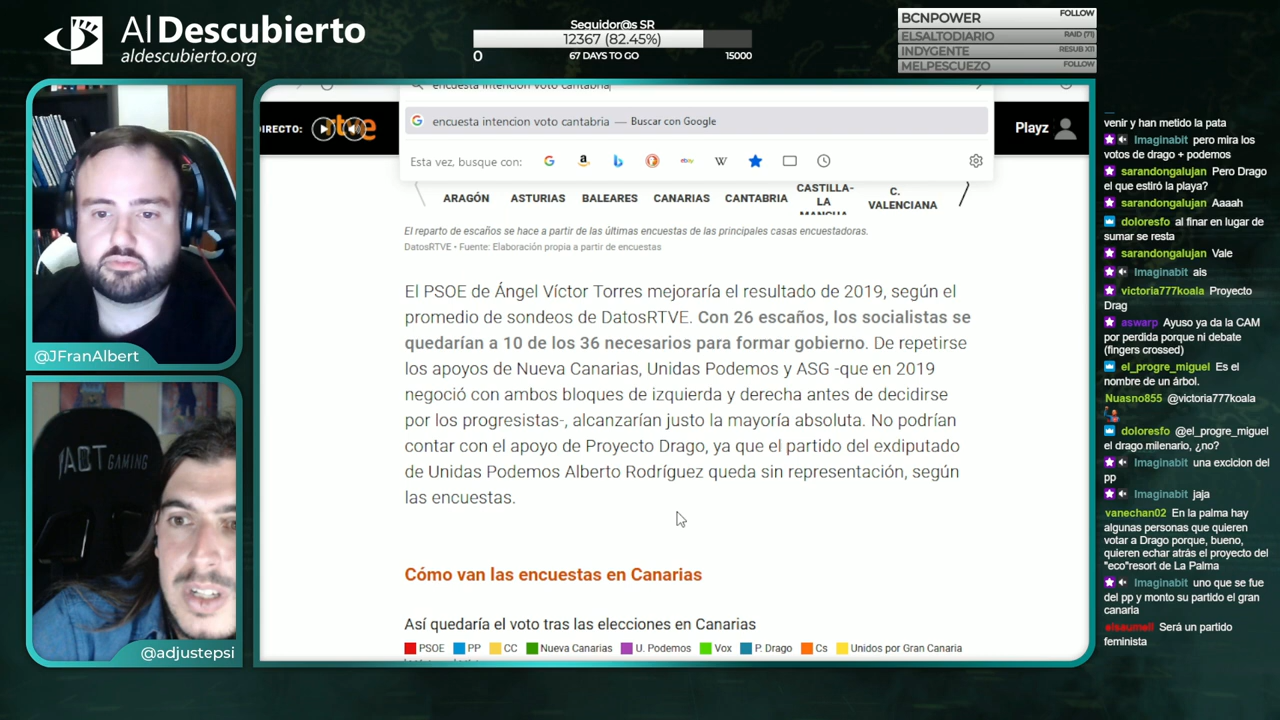 Al Descubierto
aldescubierto.org
Seguidor@s SR
12367 (82.45%)
0
67 DAYS TO GO
15000
BCNPOWER FOLLOW
ELSALTODIARIO RAID (71)
INDYGENTE RESUB X11
MELPESCUEZO FOLLOW
@JFranAlbert
GAMING
@adjustepsi
encuesta intencion voto cantabria
encuesta intencion voto cantabria — Buscar con Google
Esta vez, busque con:
DIRECTO:
rtve
Playz
ARAGÓN
ASTURIAS
BALEARES
CANARIAS
CANTABRIA
CASTILLA-
LA
MANCHA
C.
VALENCIANA
El reparto de escaños se hace a partir de las últimas encuestas de las principales casas encuestadoras.
DatosRTVE • Fuente: Elaboración propia a partir de encuestas
El PSOE de Ángel Víctor Torres mejoraría el resultado de 2019, según el
promedio de sondeos de DatosRTVE. Con 26 escaños, los socialistas se
quedarían a 10 de los 36 necesarios para formar gobierno. De repetirse
los apoyos de Nueva Canarias, Unidas Podemos y ASG -que en 2019
negoció con ambos bloques de izquierda y derecha antes de decidirse
por los progresistas-, alcanzarían justo la mayoría absoluta. No podrían
contar con el apoyo de Proyecto Drago, ya que el partido del exdiputado
de Unidas Podemos Alberto Rodríguez queda sin representación, según
las encuestas.
Cómo van las encuestas en Canarias
Así quedaría el voto tras las elecciones en Canarias
PSOE PP CC Nueva Canarias U. Podemos Vox P. Drago Cs Unidos por Gran Canaria
venir y han metido la pata
Imaginabit pero mira los
votos de drago + podemos
sarandongalujan Pero Drago
el que estiró la playa?
sarandongalujan Aaaah
doloresfo al finar en lugar de
sumar se resta
sarandongalujan Vale
Imaginabit ais
victoria777koala Proyecto
Drag
aswarp Ayuso ya da la CAM
por perdida porque ni debate
(fingers crossed)
el_progre_miguel Es el
nombre de un árbol.
Nuasno855 @victoria777koala
doloresfo @el_progre_miguel
el drago milenario, ¿no?
Imaginabit una excicion del
pp
Imaginabit jaja
vanechan02 En la palma hay
algunas personas que quieren
votar a Drago porque, bueno,
quieren echar atrás el proyecto del
"eco"resort de La Palma
Imaginabit uno que se fue
del pp y monto su partido el gran
canaria
elsaumell Será un partido
feminista